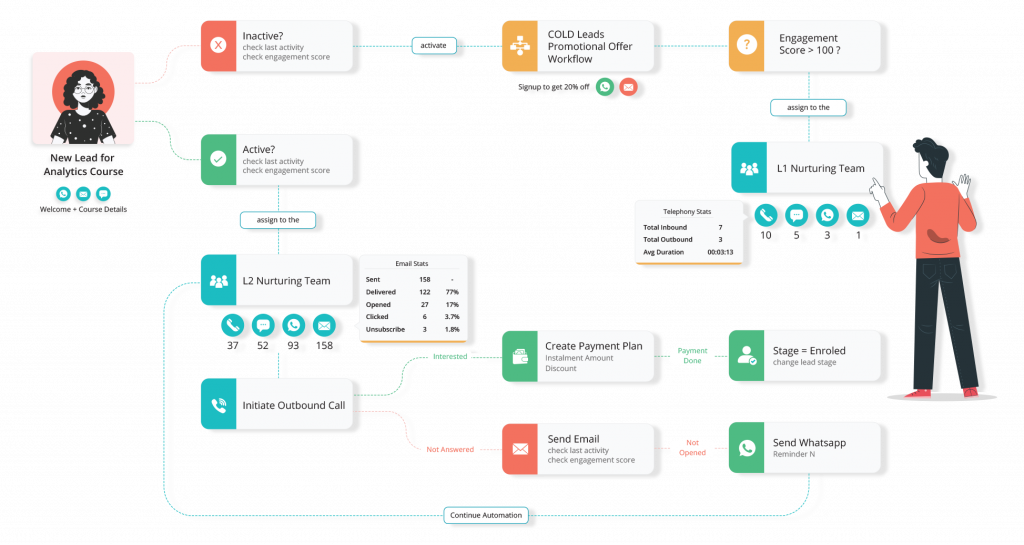 New Lead for
Analytics Course
Welcome + Course Details
Inactive?
check last activity
check engagement score
activate
COLD Leads
Promotional Offer
Workflow
Signup to get 20% off
Engagement
Score > 100 ?
assign to the
L1 Nurturing Team
10 5 3 1
Telephony Stats
Total Inbound 7
Total Outbound 3
Avg Duration 00:03:13
Active?
check last activity
check engagement score
assign to the
L2 Nurturing Team
37 52 93 158
Email Stats
Sent 158 -
Delivered 122 77%
Opened 27 17%
Clicked 6 3.7%
Unsubscribe 3 1.8%
Initiate Outbound Call
Interested
Create Payment Plan
Instalment Amount
Discount
Payment
Done
Stage = Enroled
change lead stage
Not Answered
Send Email
check last activity
check engagement score
Not
Opened
Send Whatsapp
Reminder N
Continue Automation